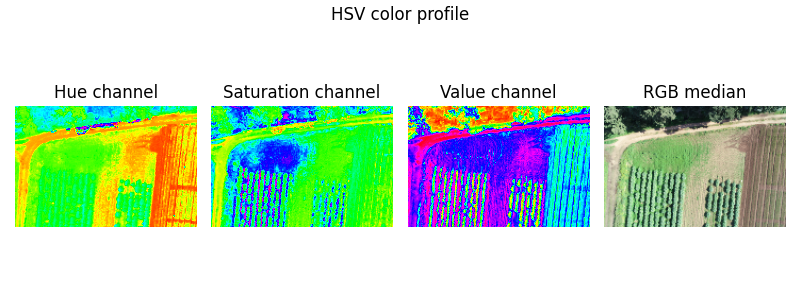 HSV color profile
Hue channel
Saturation channel
Value channel
RGB median